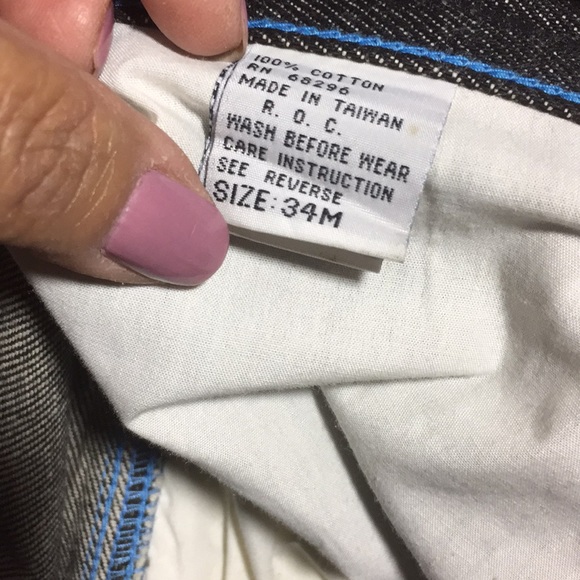 100% COTTON
RN 68296
MADE IN TAIWAN
R. O. C.
WASH BEFORE WEAR
CARE INSTRUCTION
SEE REVERSE
SIZE: 34M